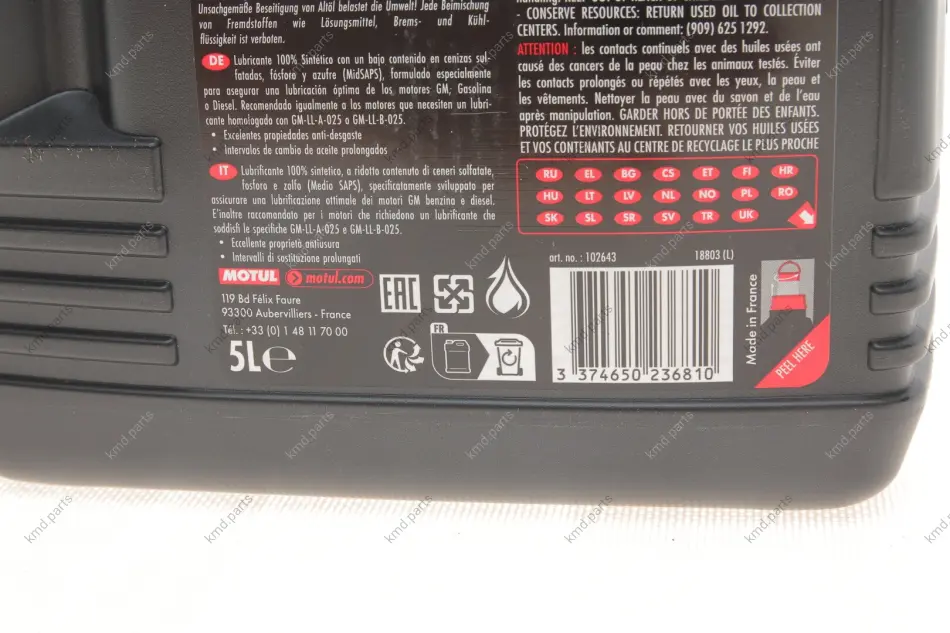 Unsachgemäße Beseitigung von Altöl belastet die Umwelt! Jede Beimischung
von Fremdstoffen wie Lösungsmittel, Brems- und Kühl-
flüssigkeit ist verboten.
DE Lubricante 100% Sintético con un bajo contenido en cenizas sul-
fatadas, fósforo y azufre (MidSAPS), formulado especialmente
para asegurar una lubricación óptima de los motores GM; Gasolina
o Diesel. Recomendado igualmente a los motores que necesiten un lubri-
cante homologado con GM-LL-A-025 o GM-LL-B-025.
• Excelentes propiedades anti-desgaste
• Intervalos de cambio de aceite prolongados
IT Lubrificante 100% sintetico, a ridotto contenuto di ceneri solfatate,
fosforo e zolfo (Medio SAPS), specificatamente sviluppato per
assicurare una lubrificazione ottimale dei motori GM benzina e diesel.
E'inoltre raccomandato per i motori che richiedono un lubrificante che
soddisfi le specifiche GM-LL-A-025 e GM-LL-B-025.
• Eccellente proprietà antiusura
• Intervalli di sostituzione prolungati
MOTUL motul.com
119 Bd Félix Faure
93300 Aubervilliers - France
Tél. : +33 (0) 1 48 11 70 00
5L e
EAC
FR
- CONSERVE RESOURCES: RETURN USED OIL TO COLLECTION
CENTERS. Information or comment: (909) 625 1292.
ATTENTION : les contacts continuels avec des huiles usées ont
causé des cancers de la peau chez les animaux testés. Éviter
les contacts prolongés ou répétés avec les yeux, la peau et
les vêtements. Nettoyer la peau avec du savon et de l'eau
après manipulation. GARDER HORS DE PORTÉE DES ENFANTS.
PROTÉGEZ L'ENVIRONNEMENT. RETOURNER VOS HUILES USÉES
ET VOS CONTENANTS AU CENTRE DE RECYCLAGE LE PLUS PROCHE
RU EL BG CS ET FI HR
HU LT LV NL NO PL RO
SK SL SR SV TR UK
art. no. : 102643 18803 (L)
3 374650 236810
Made in France
PEEL HERE
kmd.parts